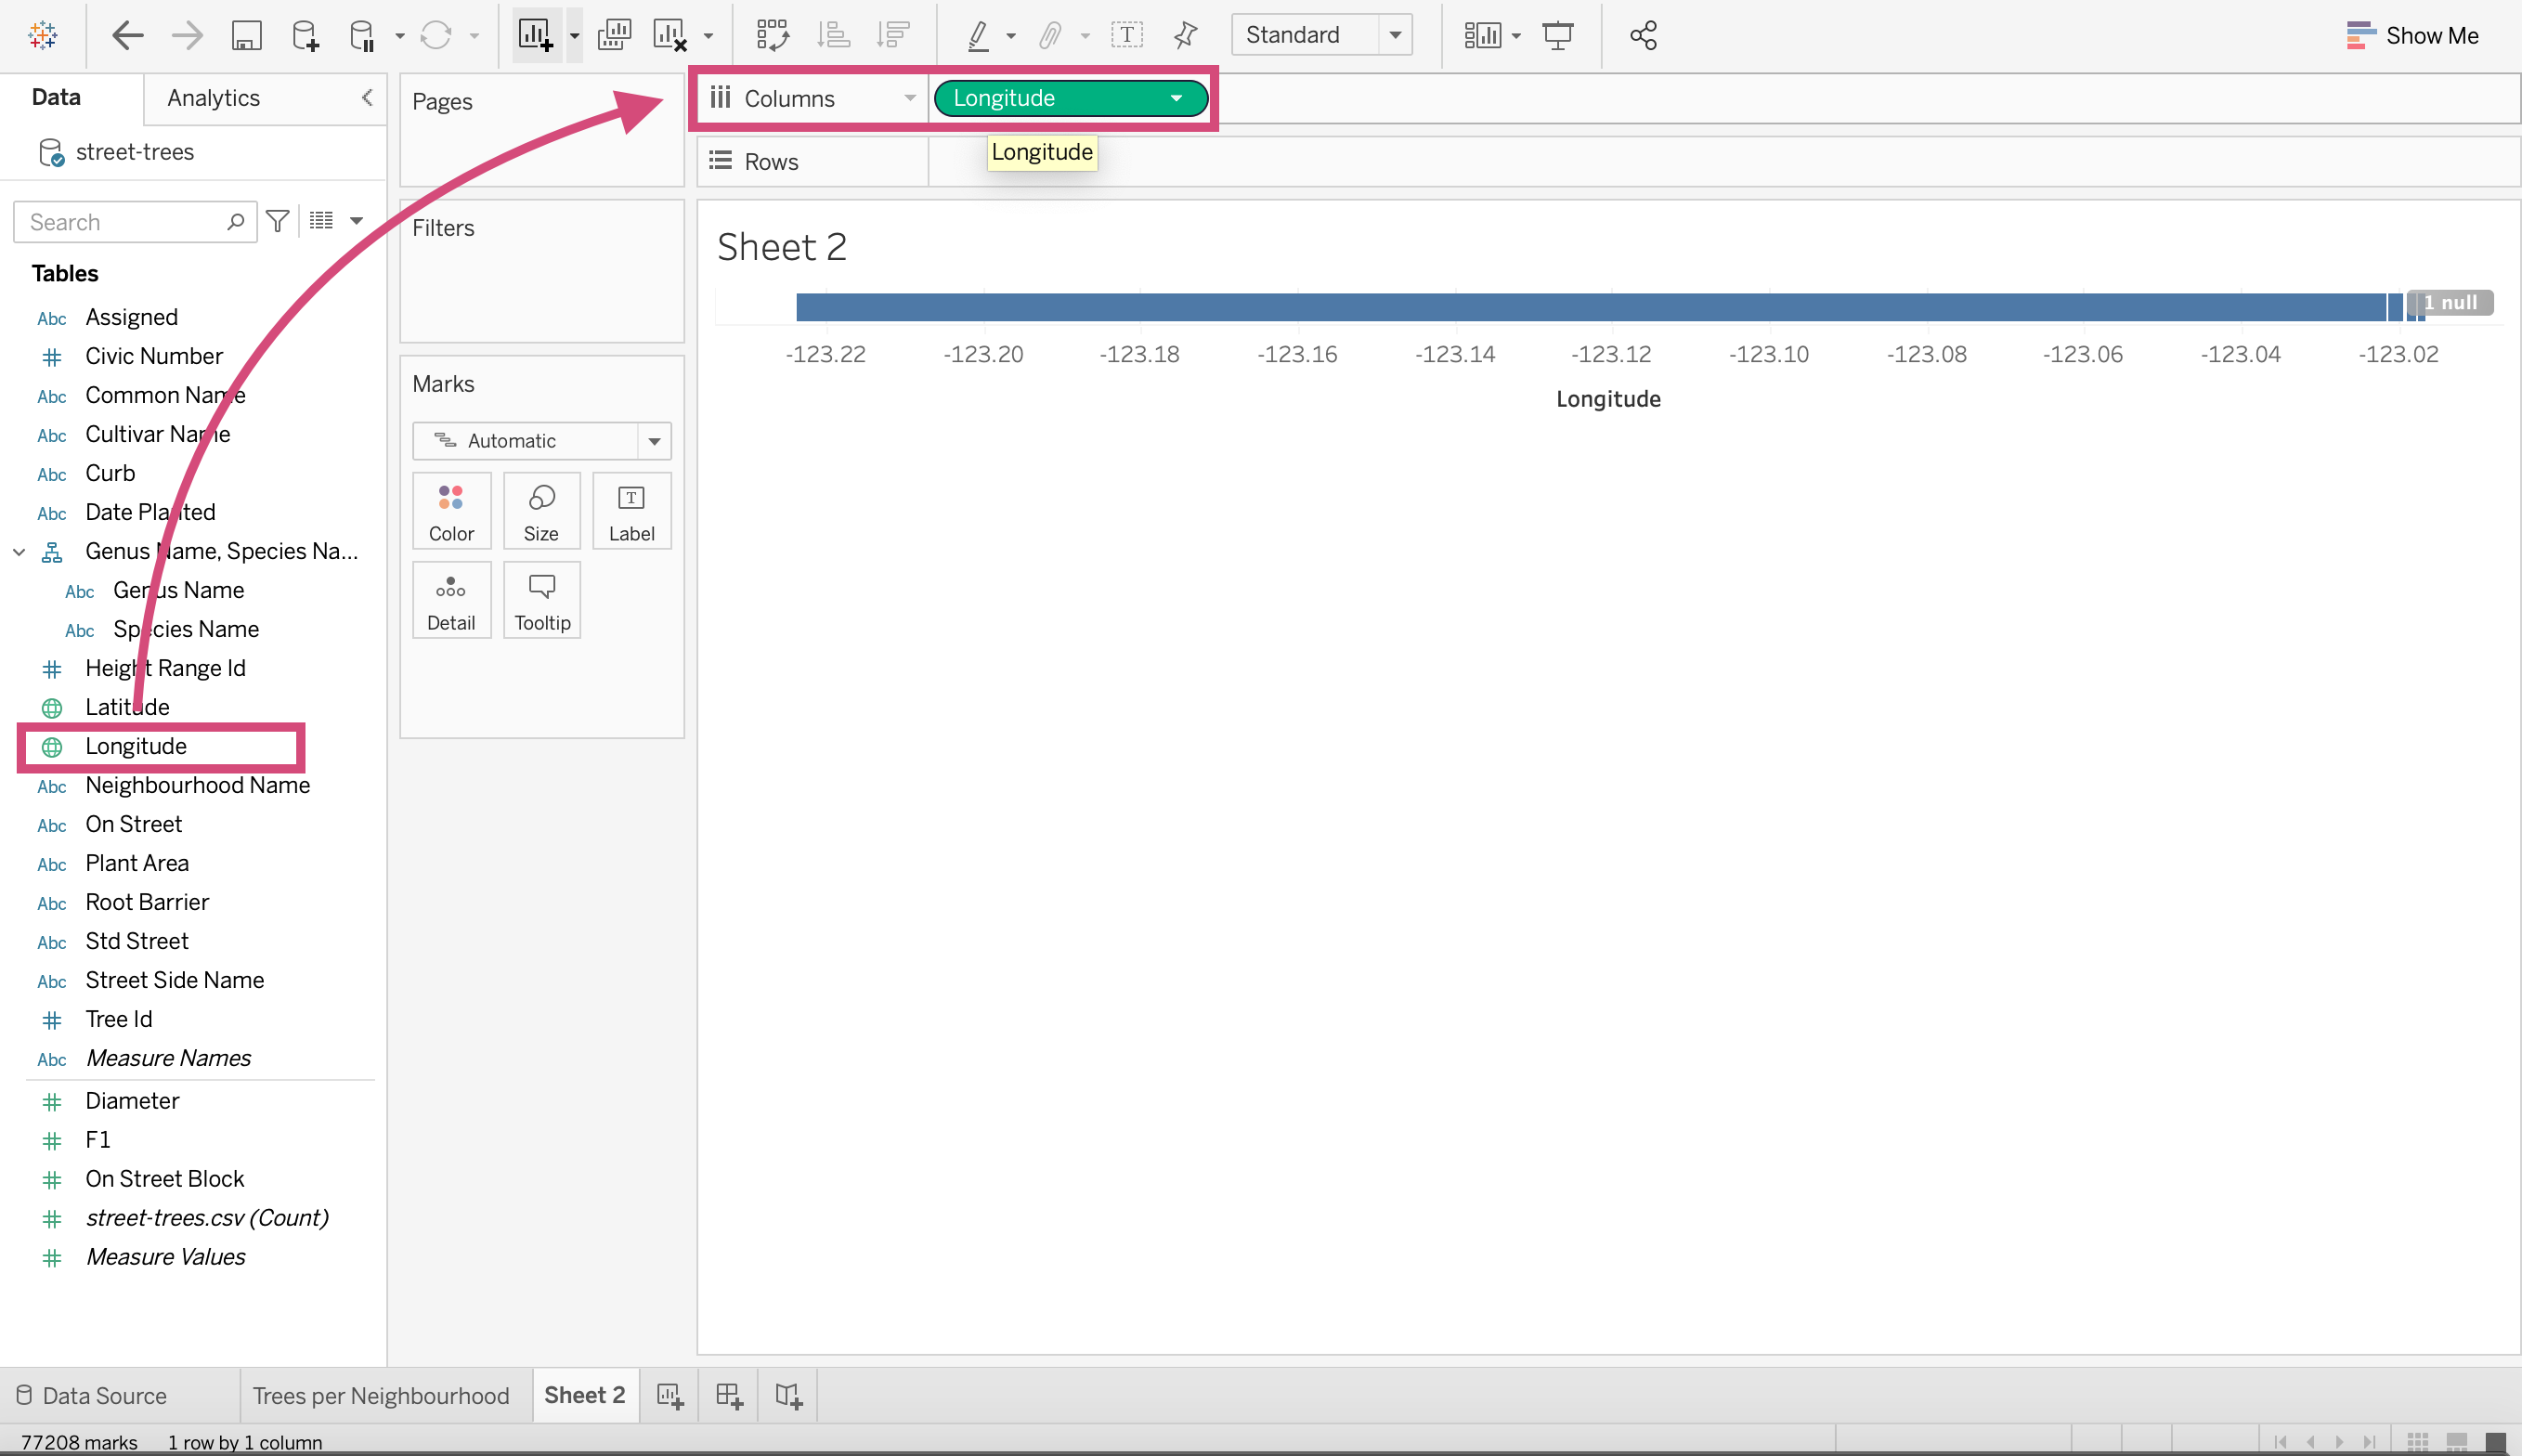 Standard
Show Me
Data
Analytics
street-trees
Search
Tables
Abc Assigned
Civic Number
Abc Common Name
Abc Cultivar Name
Abc Curb
Abc Date Planted
Genus Name, Species Na...
Abc Genus Name
Abc Species Name
Height Range Id
Latitude
Longitude
Abc Neighbourhood Name
Abc On Street
Abc Plant Area
Abc Root Barrier
Abc Std Street
Abc Street Side Name
Tree Id
Abc Measure Names
Diameter
F1
On Street Block
street-trees.csv (Count)
Measure Values
Pages
Filters
Marks
Automatic
Color
Size
T
Label
Detail
Tooltip
Columns
Longitude
Rows
Longitude
Sheet 2
1 null
-123.22 -123.20 -123.18 -123.16 -123.14 -123.12 -123.10 -123.08 -123.06 -123.04 -123.02
Longitude
Data Source
Trees per Neighbourhood
Sheet 2
77208 marks 1 row by 1 column